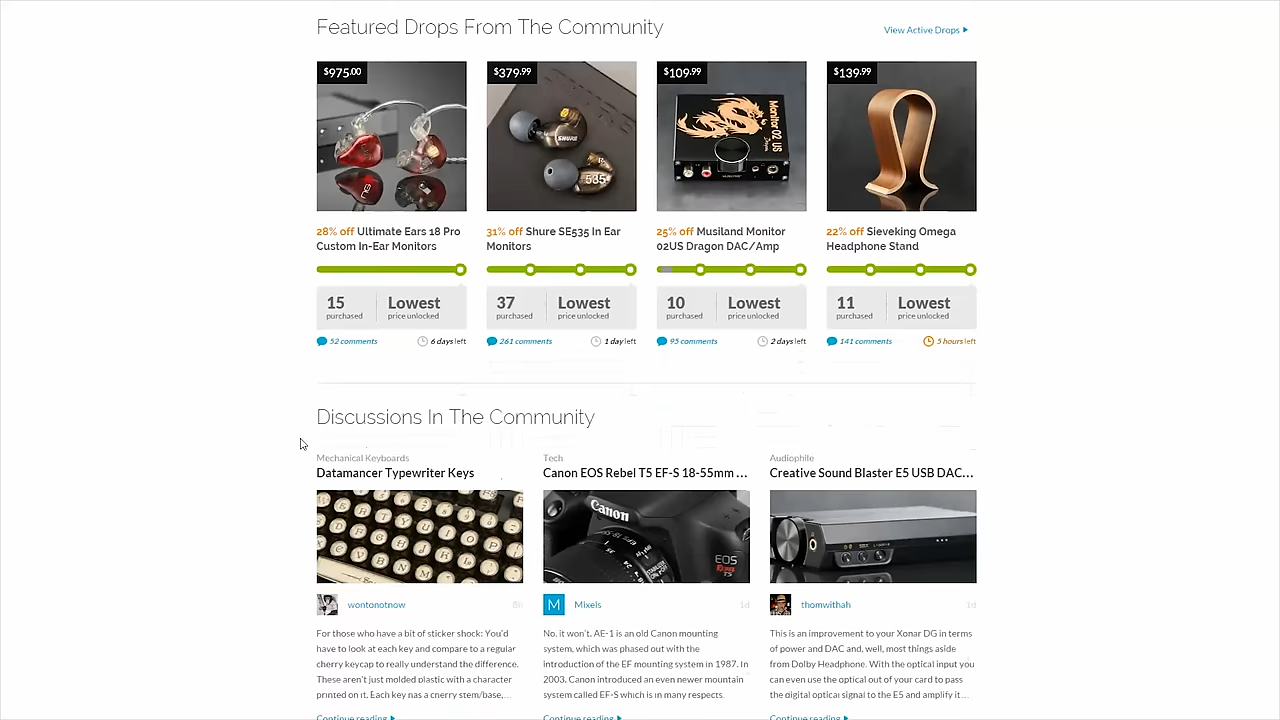 Featured Drops From The Community
View Active Drops
$975.00
$379.99
$109.99
$139.99
SHURE
535
Monitor 02 US
Dragon
28% off Ultimate Ears 18 Pro
Custom In-Ear Monitors
31% off Shure SE535 In Ear
Monitors
25% off Musiland Monitor
02US Dragon DAC/Amp
22% off Sieveking Omega
Headphone Stand
15
purchased
Lowest
price unlocked
37
purchased
Lowest
price unlocked
10
purchased
Lowest
price unlocked
11
purchased
Lowest
price unlocked
52 comments
6 days left
261 comments
1 day left
95 comments
2 days left
141 comments
5 hours left
Discussions In The Community
Mechanical Keyboards
Datamancer Typewriter Keys
Tech
Canon EOS Rebel T5 EF-S 18-55mm ...
Audiophile
Creative Sound Blaster E5 USB DAC...
Canon
EOS
Rebel
T5
wontonotnow
8h
M
Mixels
1d
thomwithah
1d
For those who have a bit of sticker shock: You'd
have to look at each key and compare to a regular
cherry keycap to really understand the difference.
These aren't just molded plastic with a character
printed on it. Each key has a cherry stem/base,...
No, it won't. AE-1 is an old Canon mounting
system, which was phased out with the
introduction of the EF mounting system in 1987. In
2003, Canon introduced an even newer mountain
system called EF-S which is in many respects
This is an improvement to your Xonar DG in terms
of power and DAC and, well, most things aside
from Dolby Headphone. With the optical input you
can even use the optical out of your card to pass
the digital optical signal to the E5 and amplify it...
Continue reading
Continue reading
Continue reading